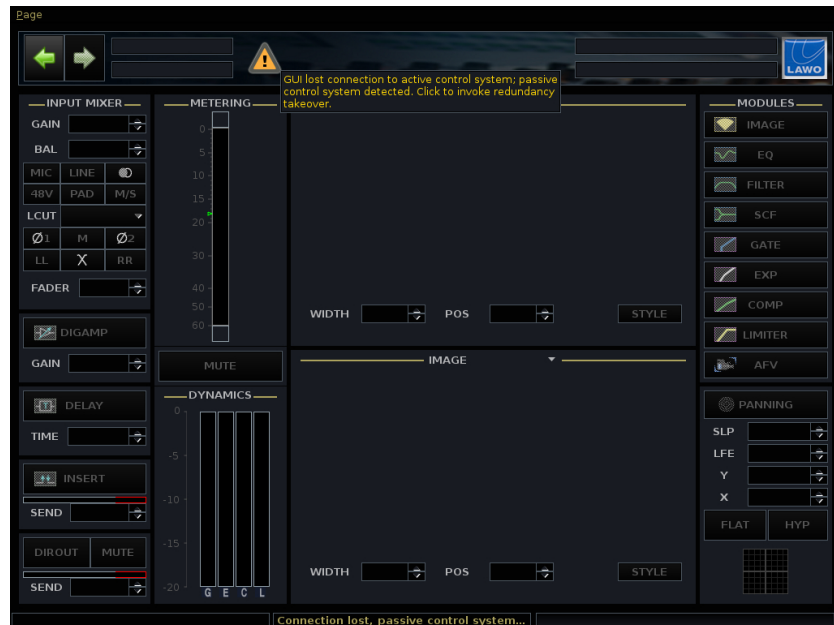 Page
LAWO
GUI lost connection to active control system; passive
control system detected. Click to invoke redundancy
takeover.
INPUT MIXER
GAIN
BAL
MIC LINE
48V PAD M/S
LCUT
Ø1 M Ø2
LL X RR
FADER
DIGAMP
GAIN
DELAY
TIME
INSERT
SEND
DIROUT MUTE
SEND
METERING
0
5
10
15
20
30
40
50
60
MUTE
DYNAMICS
0
-5
-10
-15
-20
G E C L
WIDTH POS STYLE
IMAGE
WIDTH POS STYLE
MODULES
IMAGE
EQ
FILTER
SCF
GATE
EXP
COMP
LIMITER
AFV
PANNING
SLP
LFE
Y
X
FLAT HYP
Connection lost, passive control system...